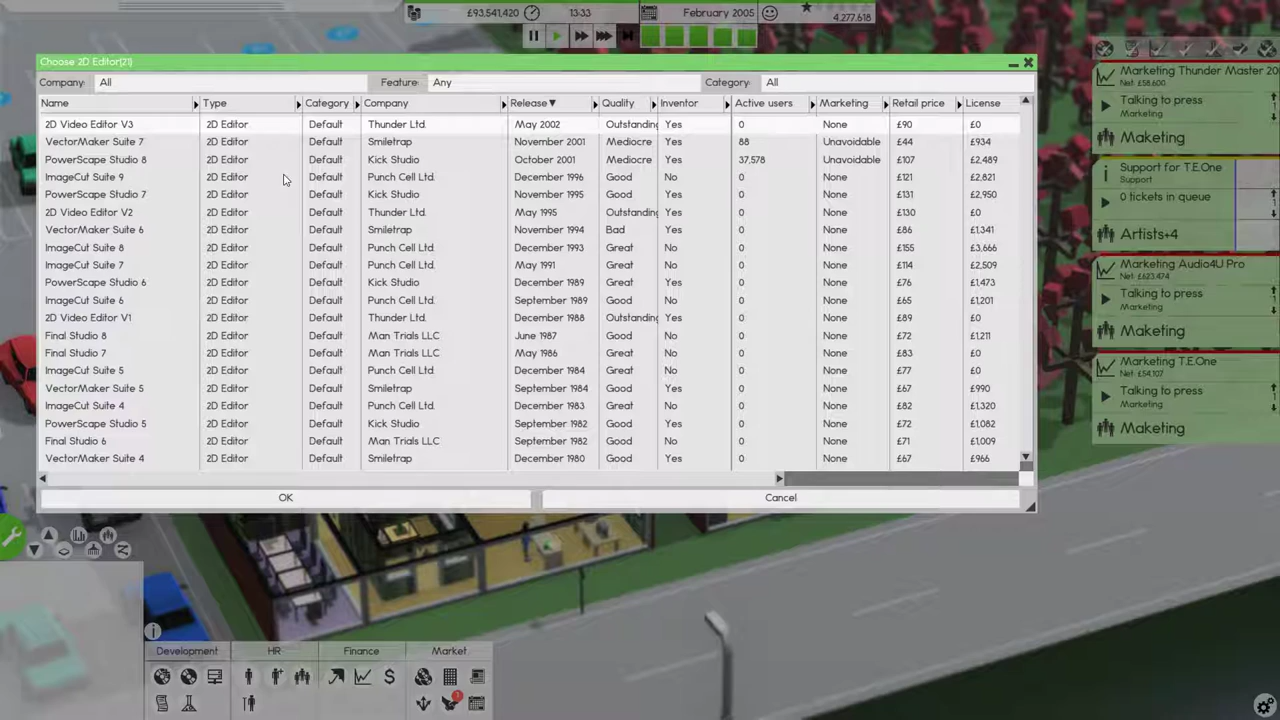 £93,541,420 13:33 February 2005 4,277,618
Choose 2D Editor[21]
Company: All Feature: Any Category: All
Name Type Category Company Release▼ Quality Inventor Active users Marketing Retail price License
2D Video Editor V3 2D Editor Default Thunder Ltd. May 2002 Outstanding Yes 0 None £90 £0
VectorMaker Suite 7 2D Editor Default Smiletrap November 2001 Mediocre Yes 88 Unavoidable £44 £934
PowerScape Studio 8 2D Editor Default Kick Studio October 2001 Mediocre Yes 37,578 Unavoidable £107 £2,489
ImageCut Suite 9 2D Editor Default Punch Cell Ltd. December 1996 Good No 0 None £121 £2,821
PowerScape Studio 7 2D Editor Default Kick Studio November 1995 Good Yes 0 None £131 £2,950
2D Video Editor V2 2D Editor Default Thunder Ltd. May 1995 Outstanding Yes 0 None £130 £0
VectorMaker Suite 6 2D Editor Default Smiletrap November 1994 Bad Yes 0 None £86 £1,341
ImageCut Suite 8 2D Editor Default Punch Cell Ltd. December 1993 Great No 0 None £155 £3,666
ImageCut Suite 7 2D Editor Default Punch Cell Ltd. May 1991 Great No 0 None £114 £2,509
PowerScape Studio 6 2D Editor Default Kick Studio December 1989 Great Yes 0 None £76 £1,473
ImageCut Suite 6 2D Editor Default Punch Cell Ltd. September 1989 Good No 0 None £65 £1,201
2D Video Editor V1 2D Editor Default Thunder Ltd. December 1988 Outstanding Yes 0 None £89 £0
Final Studio 8 2D Editor Default Man Trials LLC June 1987 Good No 0 None £72 £1,211
Final Studio 7 2D Editor Default Man Trials LLC May 1986 Great No 0 None £83 £0
ImageCut Suite 5 2D Editor Default Punch Cell Ltd. December 1984 Great No 0 None £77 £0
VectorMaker Suite 5 2D Editor Default Smiletrap September 1984 Good Yes 0 None £67 £990
ImageCut Suite 4 2D Editor Default Punch Cell Ltd. December 1983 Great No 0 None £82 £1,320
PowerScape Studio 5 2D Editor Default Kick Studio September 1982 Good Yes 0 None £72 £1,082
Final Studio 6 2D Editor Default Man Trials LLC September 1982 Good No 0 None £71 £1,009
VectorMaker Suite 4 2D Editor Default Smiletrap December 1980 Good Yes 0 None £67 £966
OK Cancel
Marketing Thunder Master 20
Net: £58,600
Talking to press
Marketing
Maketing
Support for T.E.One
Support
0 tickets in queue
Artists+4
Marketing Audio4U Pro
Net: £623,474
Talking to press
Marketing
Maketing
Marketing T.E.One
Net: £54,107
Talking to press
Marketing
Maketing
Development HR Finance Market